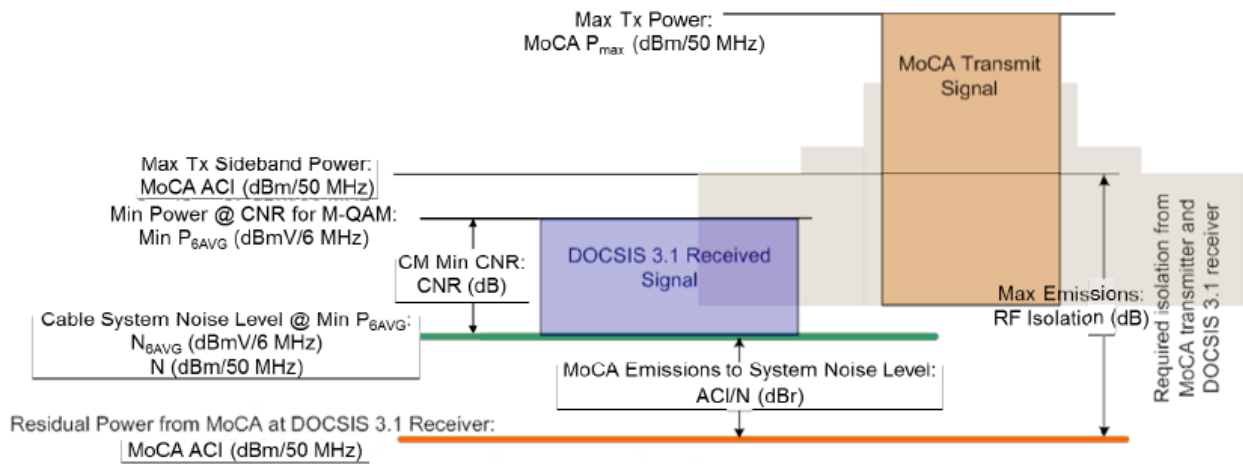 Max Tx Power:
MoCA Pmax (dBm/50 MHz)
MoCA Transmit
Signal
Max Tx Sideband Power:
MoCA ACI (dBm/50 MHz)
Min Power @ CNR for M-QAM:
Min P6AVG (dBmV/6 MHz)
CM Min CNR:
CNR (dB)
DOCSIS 3.1 Received
Signal
Max Emissions:
RF Isolation (dB)
Required isolation from
MoCA transmitter and
DOCSIS 3.1 receiver
Cable System Noise Level @ Min P6AVG:
N6AVG (dBmV/6 MHz)
N (dBm/50 MHz)
MoCA Emissions to System Noise Level:
ACI/N (dBr)
Residual Power from MoCA at DOCSIS 3.1 Receiver:
MoCA ACI (dBm/50 MHz)